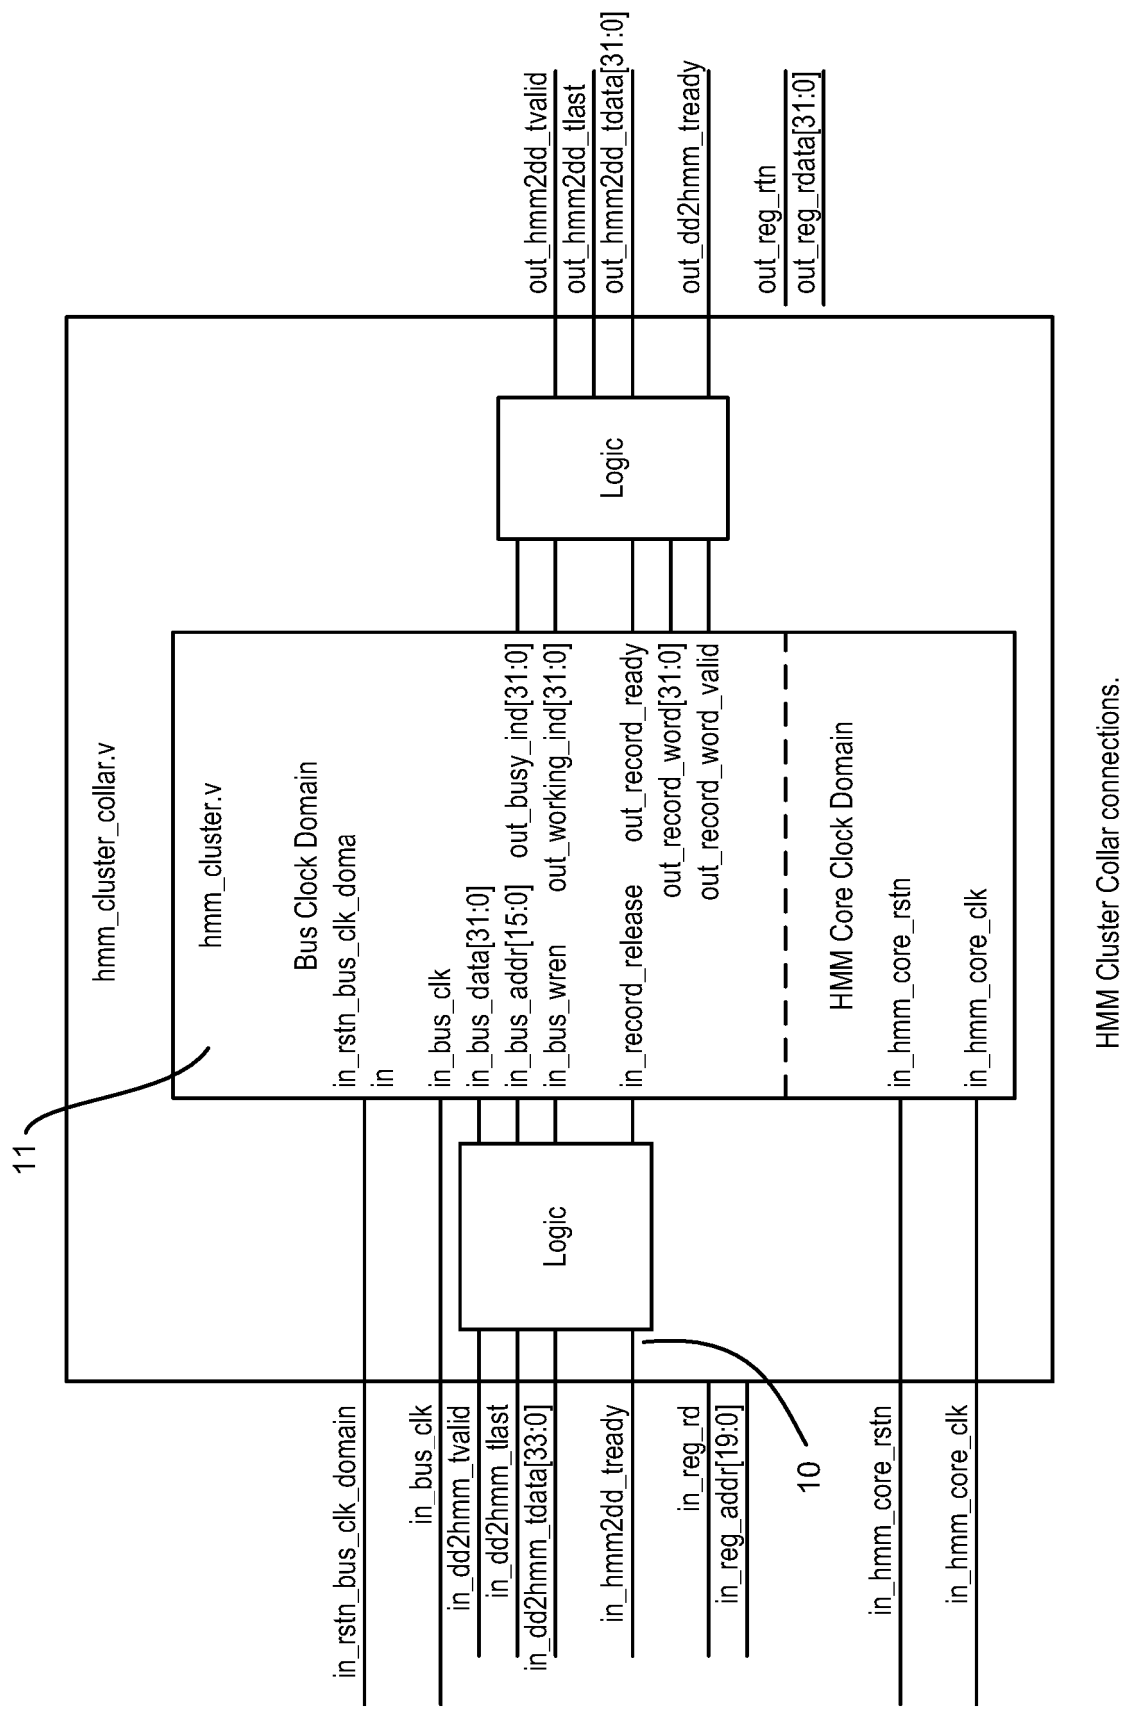 hmm_cluster_collar.v
hmm_cluster.v
11
Bus Clock Domain
in_rstn_bus_clk_domain
in_rstn_bus_clk_doma
in
in_bus_clk
in_bus_clk
in_dd2hmm_tvalid
in_bus_data[31:0]
in_dd2hmm_tlast
in_bus_addr[15:0]
out_busy_ind[31:0]
out_hmm2dd_tvalid
in_dd2hmm_tdata[33:0]
Logic
in_bus_wren
out_working_ind[31:0]
out_hmm2dd_tlast
Logic
out_hmm2dd_tdata[31:0]
in_hmm2dd_tready
in_record_release
out_record_ready
out_record_word[31:0]
out_dd2hmm_tready
in_reg_rd
out_record_word_valid
in_reg_addr[19:0]
out_reg_rtn
out_reg_rdata[31:0]
10
HMM Core Clock Domain
in_hmm_core_rstn
in_hmm_core_rstn
in_hmm_core_clk
in_hmm_core_clk
HMM Cluster Collar connections.